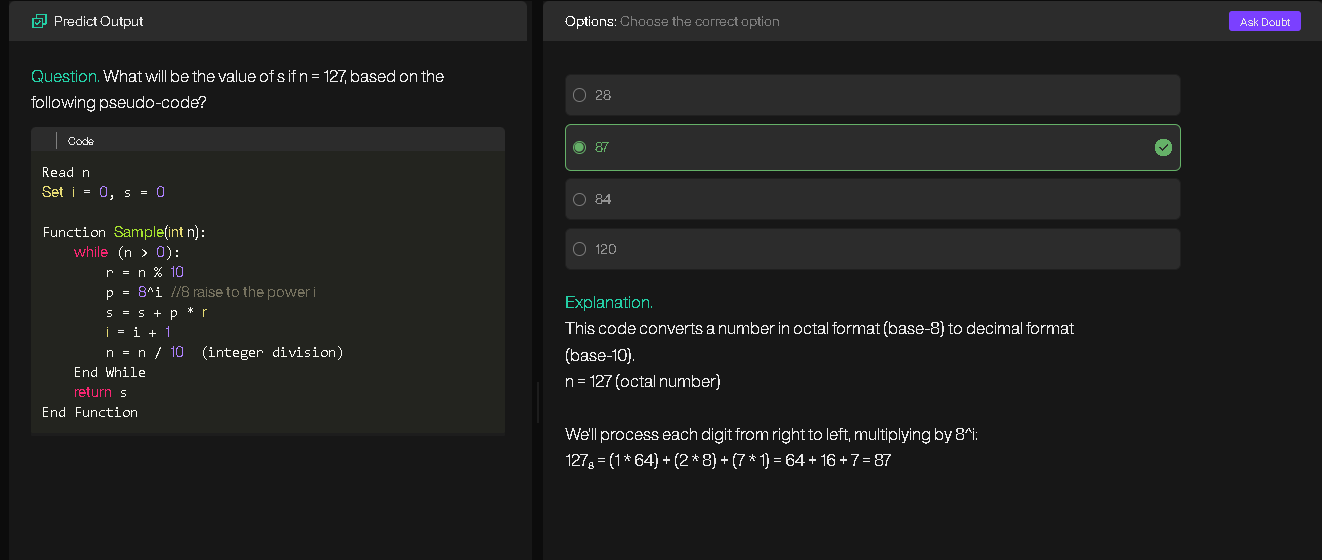 Predict Output
Question. What will be the value of s if n = 127, based on the
following pseudo-code?
Code
Read n
Set i = 0, s = 0
Function Sample(int n):
while (n > 0):
r = n % 10
p = 8^i //8 raise to the power i
s = s + p * r
i = i + 1
n = n / 10 (integer division)
End While
return s
End Function
Options: Choose the correct option
Ask Doubt
28
87
84
120
Explanation.
This code converts a number in octal format (base-8) to decimal format
(base-10).
n = 127 (octal number)
We'll process each digit from right to left, multiplying by 8^i:
127₈ = (1 * 64) + (2 * 8) + (7 * 1) = 64 + 16 + 7 = 87